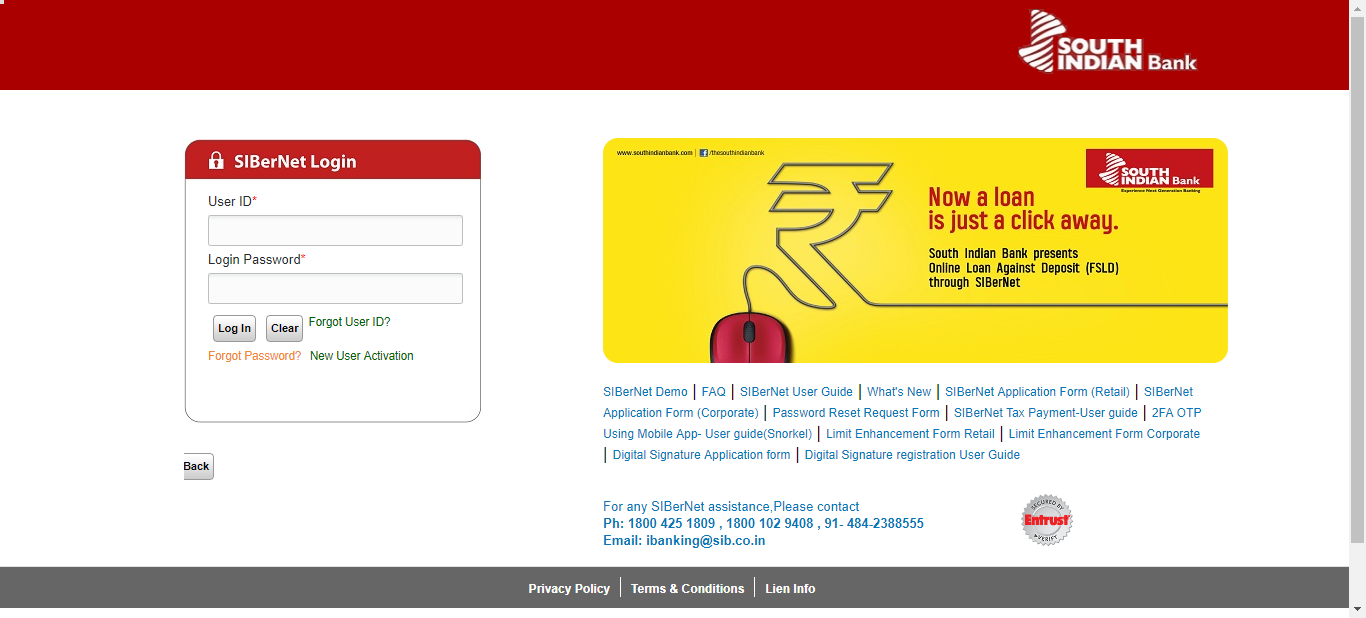 SOUTH
INDIAN Bank
SIBerNet Login
User ID*
Login Password*
Log In Clear Forgot User ID?
Forgot Password? New User Activation
Back
www.southindianbank.com | f /thesouthindianbank
SOUTH
INDIAN Bank
Experience Next Generation Banking
Now a loan
is just a click away.
South Indian Bank presents
Online Loan Against Deposit (FSLD)
through SIBerNet
SIBerNet Demo | FAQ | SIBerNet User Guide | What's New | SIBerNet Application Form (Retail) | SIBerNet
Application Form (Corporate) | Password Reset Request Form | SIBerNet Tax Payment-User guide | 2FA OTP
Using Mobile App- User guide(Snorkel) | Limit Enhancement Form Retail | Limit Enhancement Form Corporate
| Digital Signature Application form | Digital Signature registration User Guide
For any SIBerNet assistance,Please contact
Ph: 1800 425 1809 , 1800 102 9408 , 91- 484-2388555
Email: ibanking@sib.co.in
SECURED BY
Entrust
VERIFY
Privacy Policy | Terms & Conditions | Lien Info